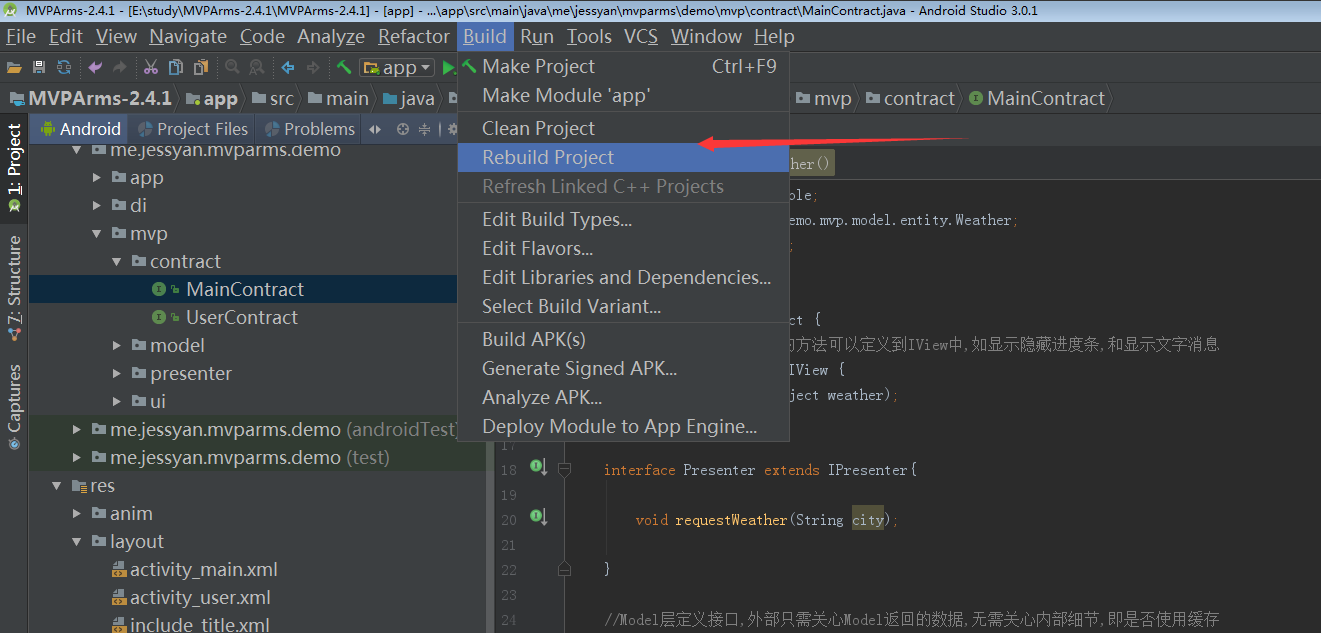 MVPArms-2.4.1 - [E:\study\MVPArms-2.4.1\MVPArms-2.4.1] - [app] - ...\app\src\main\java\me\jessyan\mvparms\demo\mvp\contract\MainContract.java - Android Studio 3.0.1
File Edit View Navigate Code Analyze Refactor Build Run Tools VCS Window Help
app
MVPArms-2.4.1 app src main java mvp contract MainContract
Android Project Files Problems
1: Project
7: Structure
Captures
me.jessyan.mvparms.demo
app
di
mvp
contract
MainContract
UserContract
model
presenter
ui
me.jessyan.mvparms.demo (androidTest)
me.jessyan.mvparms.demo (test)
res
anim
layout
activity_main.xml
activity_user.xml
include_title.xml
Make Project Ctrl+F9
Make Module 'app'
Clean Project
Rebuild Project
Refresh Linked C++ Projects
Edit Build Types...
Edit Flavors...
Edit Libraries and Dependencies...
Select Build Variant...
Build APK(s)
Generate Signed APK...
Analyze APK...
Deploy Module to App Engine...
her()
ole;
emo.mvp.model.entity.Weather;
;
ct {
的方法可以定义到IView中,如显示隐藏进度条,和显示文字消息
IView {
ject weather);
17
18 interface Presenter extends IPresenter{
19
20 void requestWeather(String city);
21
22 }
23
24 //Model层定义接口,外部只需关心Model返回的数据,无需关心内部细节,即是否使用缓存